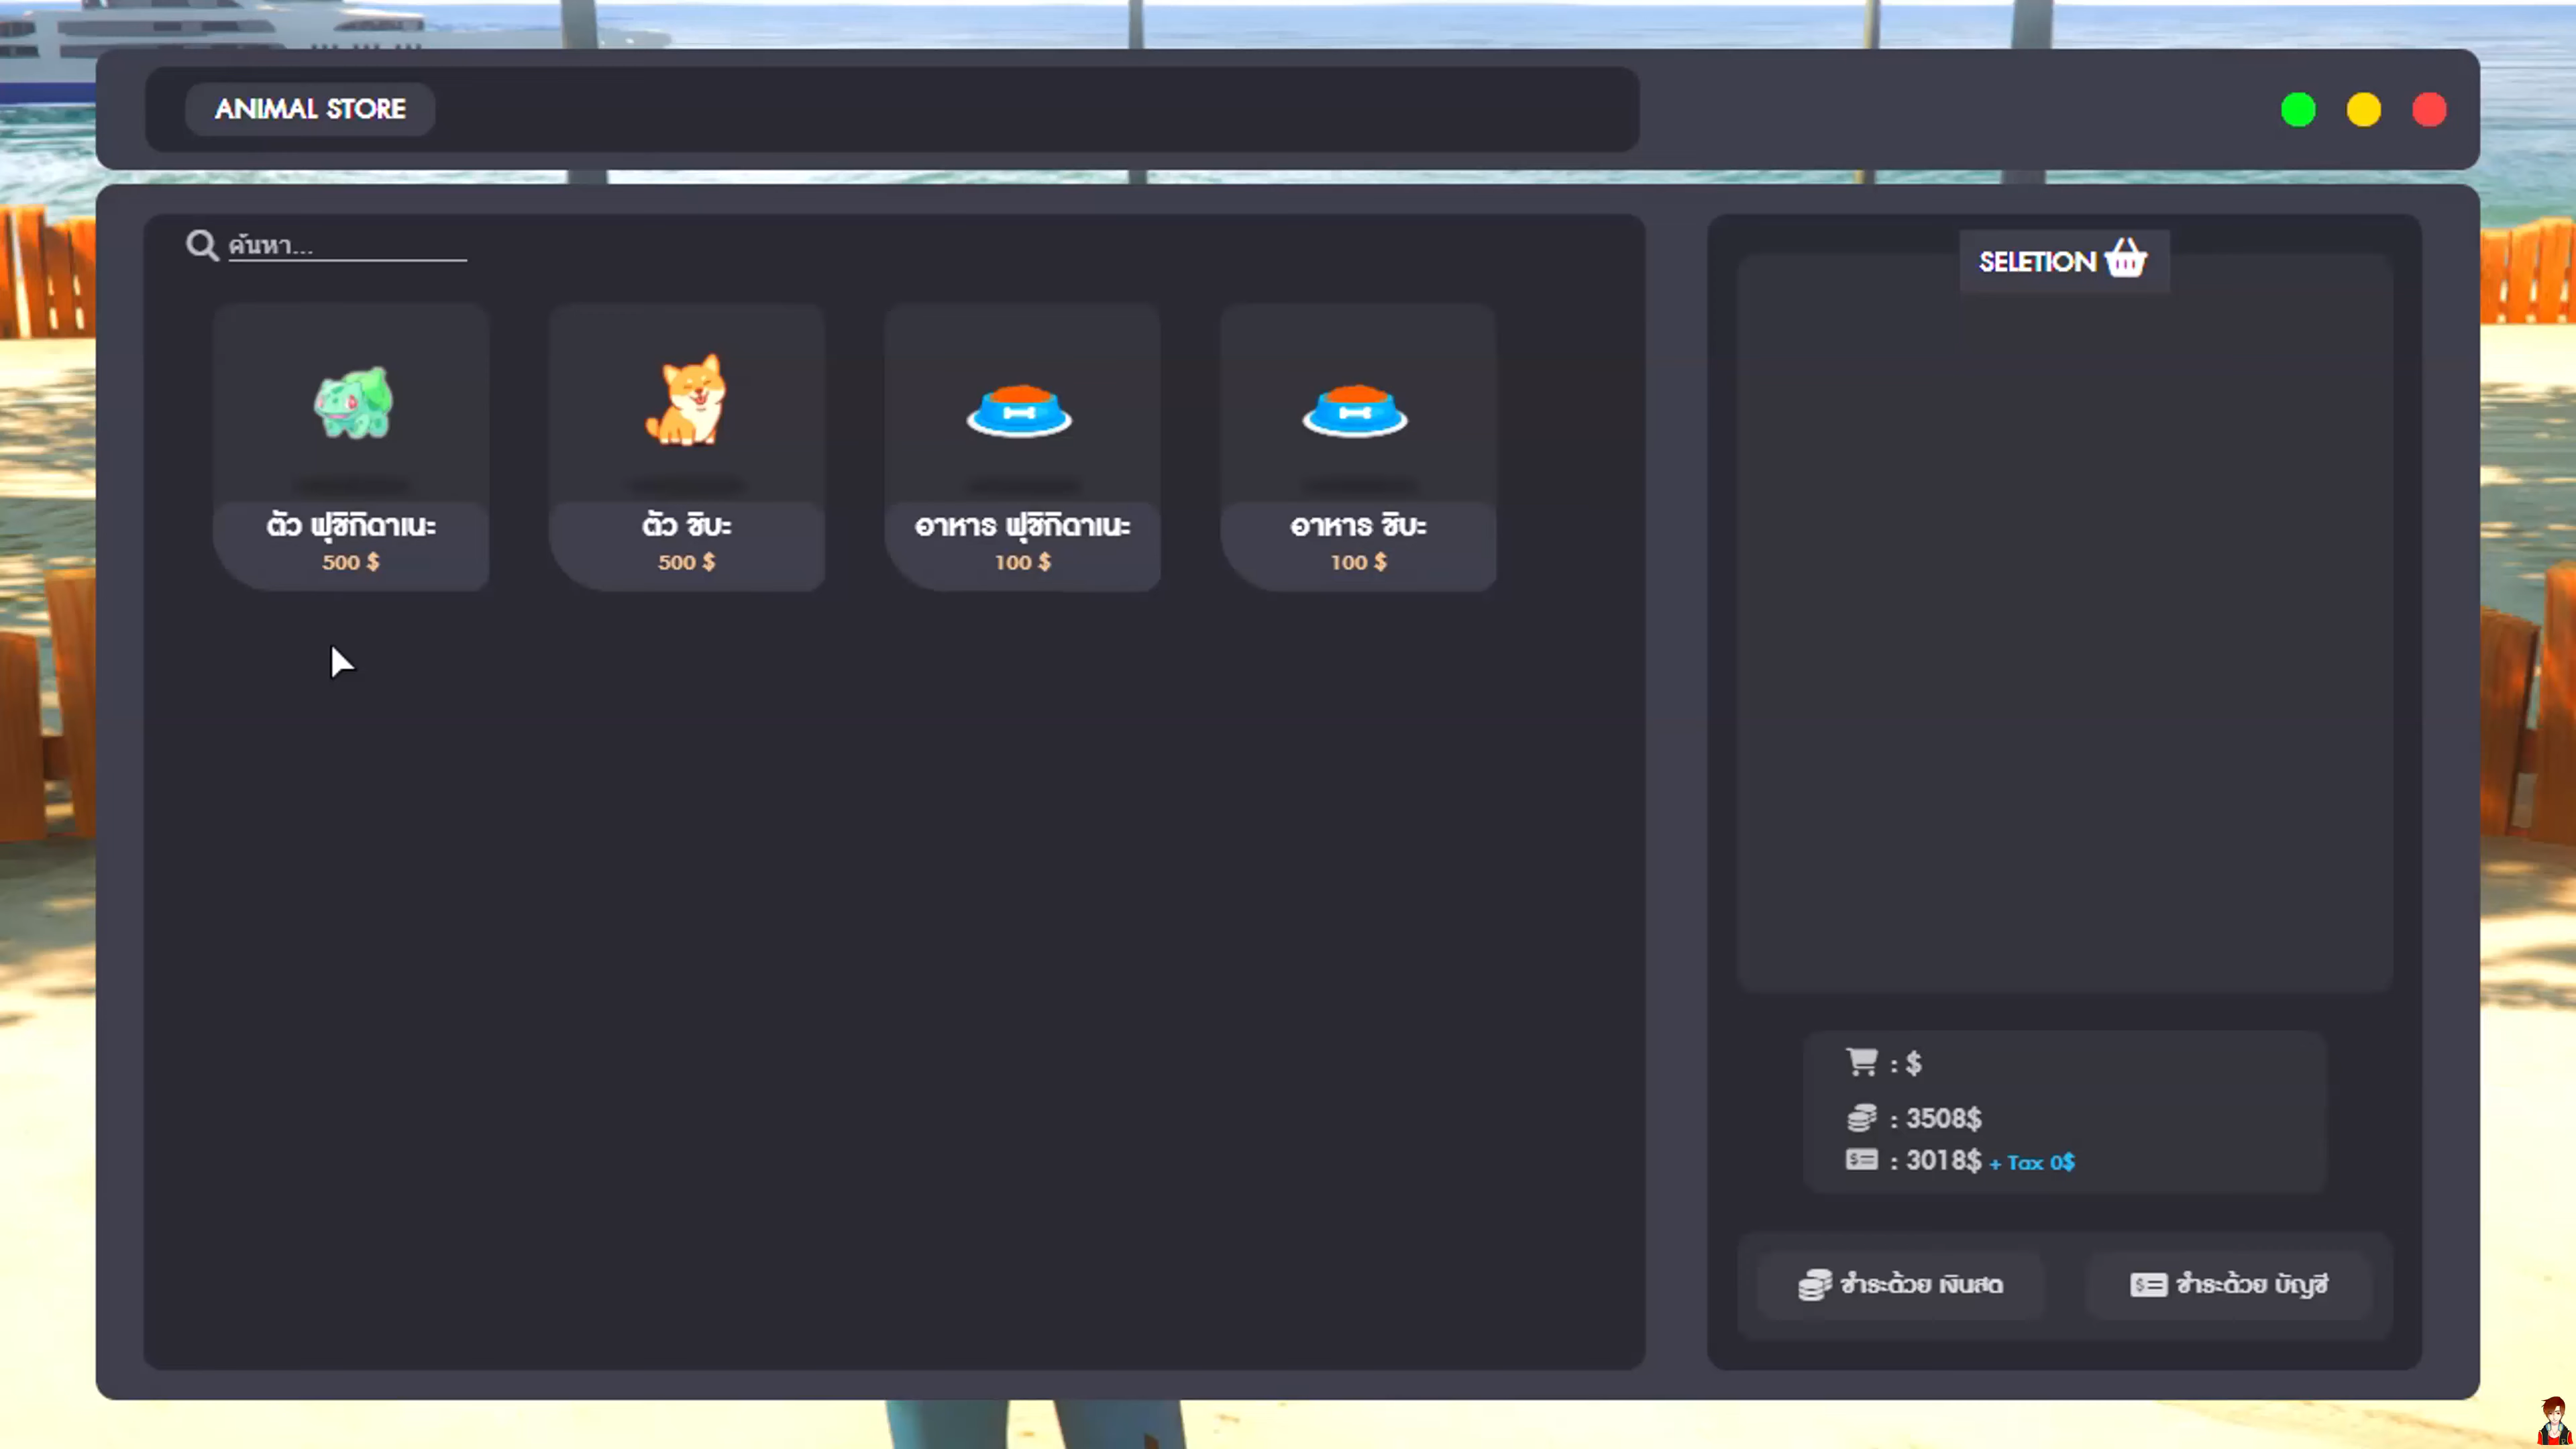 ANIMAL STORE
ค้นหา...
ตัว ฟุชิกิดาเนะ
500 $
ตัว ชิบะ
500 $
อาหาร ฟุชิกิดาเนะ
100 $
อาหาร ชิบะ
100 $
SELETION
: $
: 3508$
: 3018$ + Tax 0$
ชำระด้วย เงินสด
ชำระด้วย บัญชี